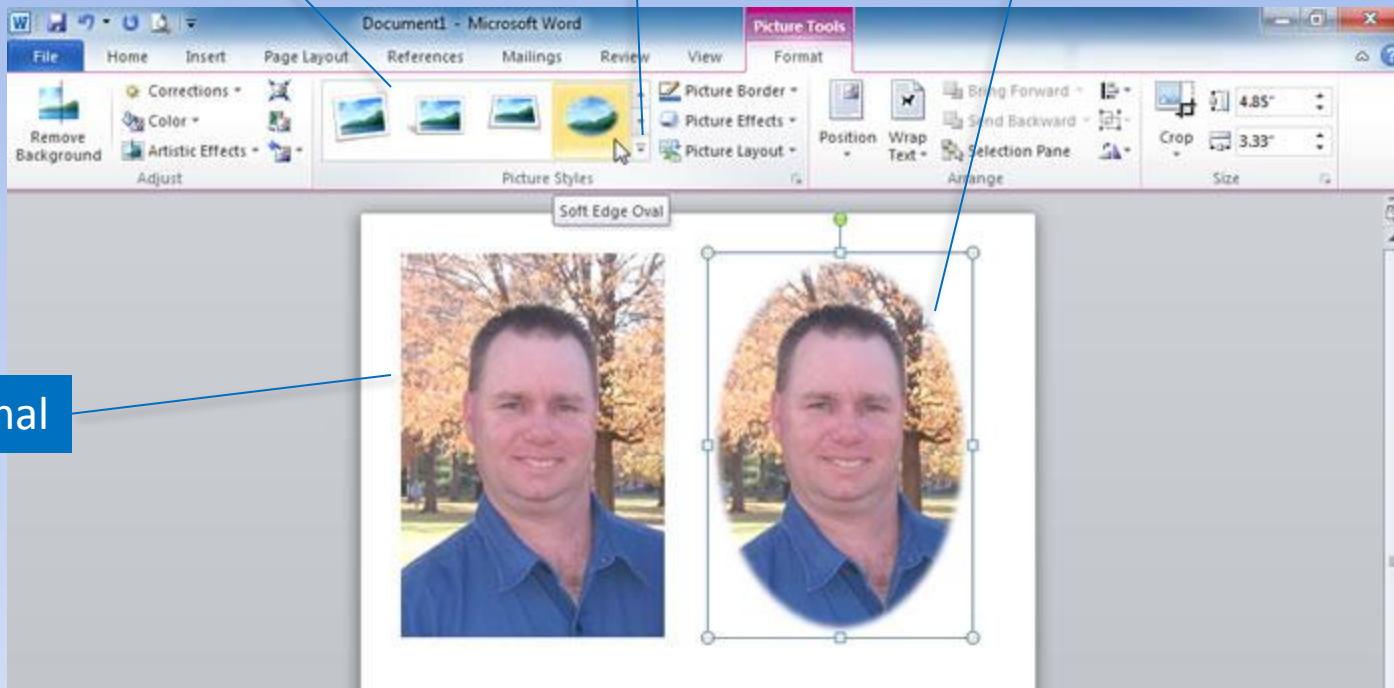 W
Document1 - Microsoft Word
Picture Tools
File Home Insert Page Layout References Mailings Review View Format
Corrections
Color
Artistic Effects
Remove
Background
Adjust
Picture Styles
Picture Border
Picture Effects
Picture Layout
Position
Wrap
Text
Bring Forward
Send Backward
Selection Pane
Arrange
Crop
4.85"
3.33"
Size
Soft Edge Oval
nal